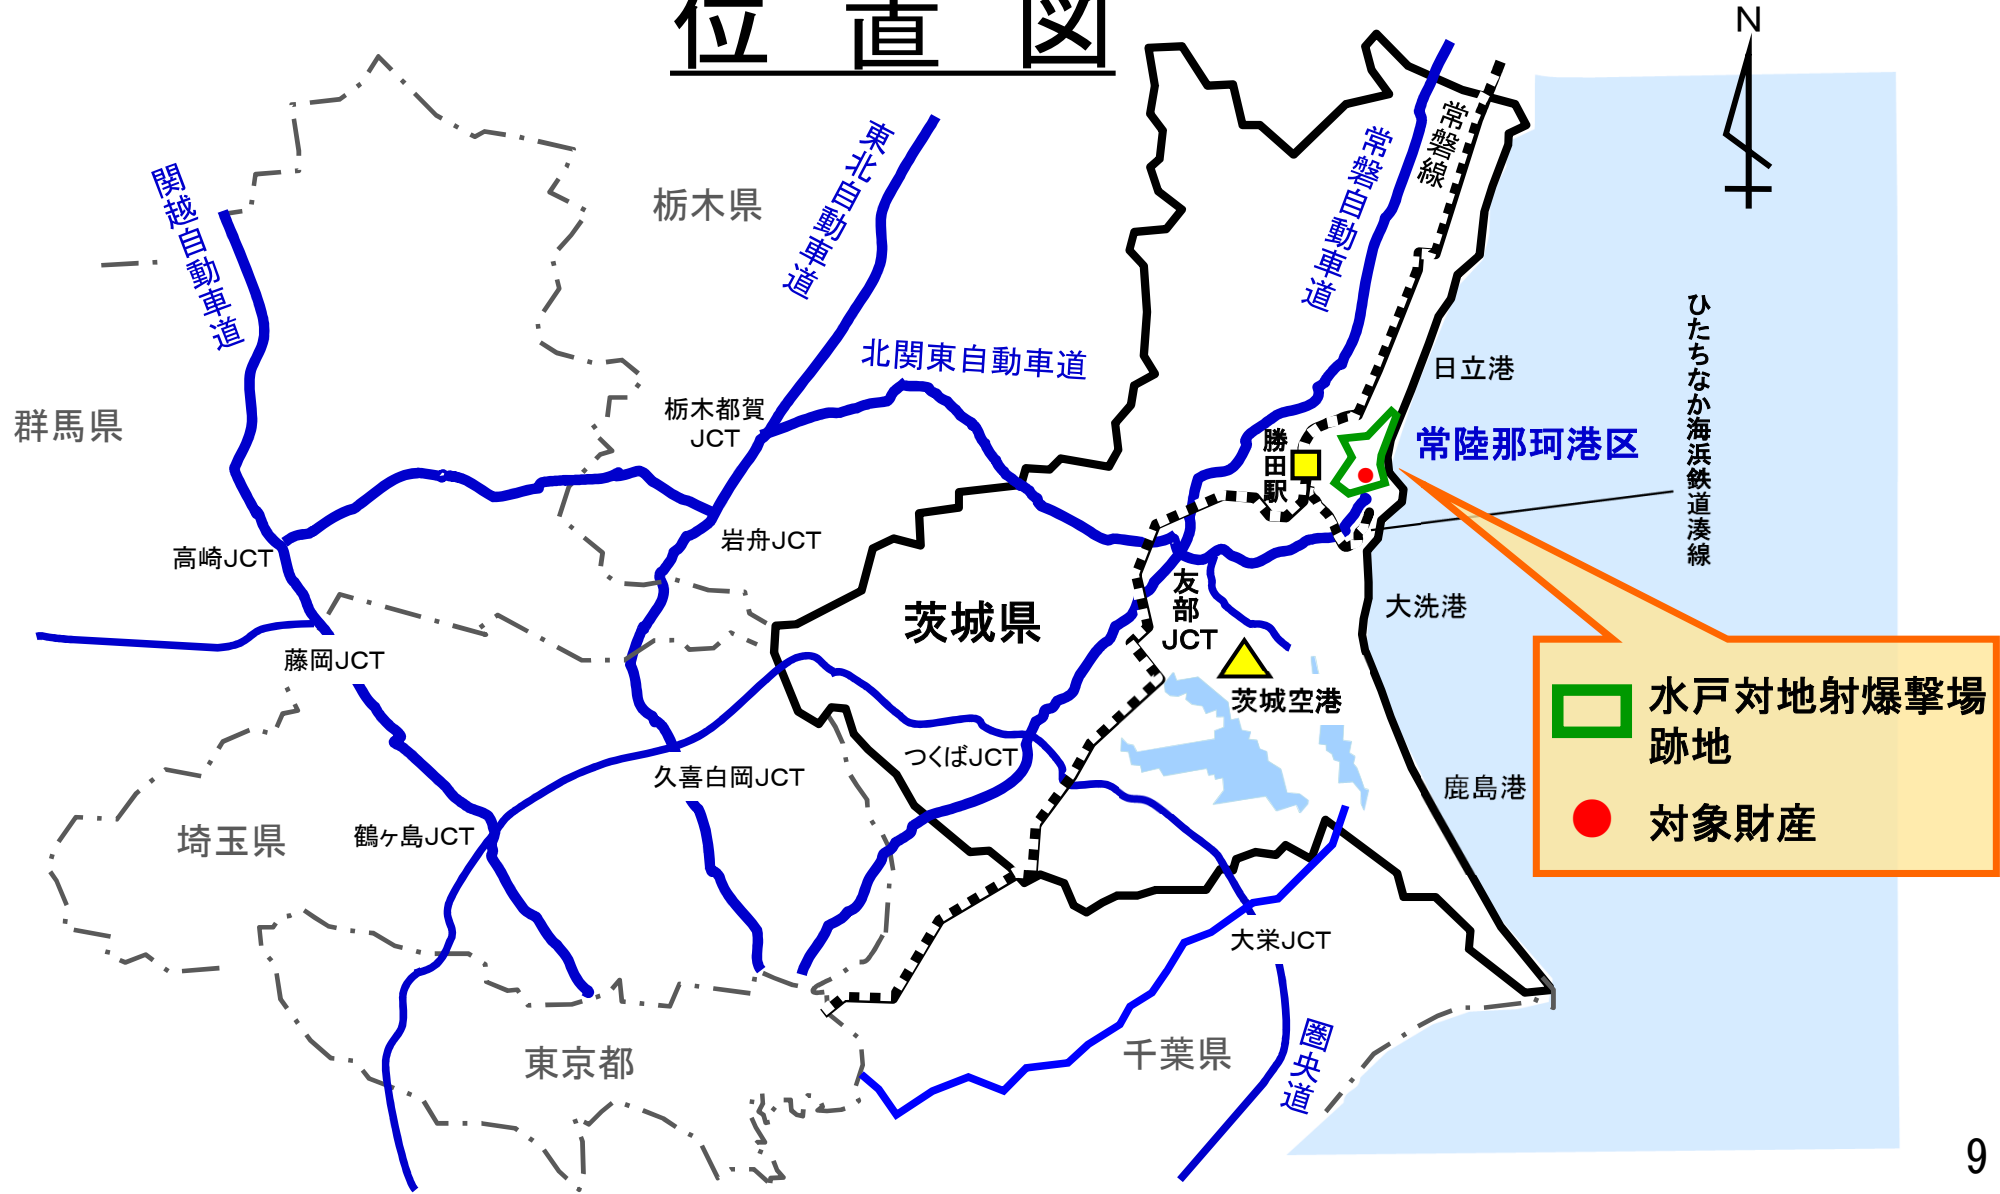 位置図
N
関越自動車道
栃木県
東北自動車道
常磐自動車道
常磐線
ひたちなか海浜鉄道湊線
北関東自動車道
日立港
群馬県
栃木都賀
JCT
勝田駅
常陸那珂港区
高崎JCT
岩舟JCT
友部
JCT
茨城県
大洗港
藤岡JCT
茨城空港
水戸対地射爆撃場
跡地
対象財産
つくばJCT
久喜白岡JCT
鹿島港
埼玉県
鶴ヶ島JCT
大栄JCT
東京都
千葉県
圏央道
9